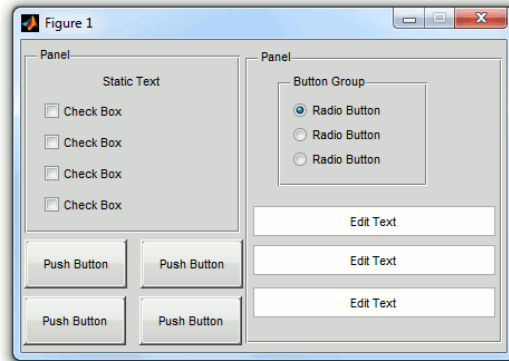 Figure 1
Panel
Static Text
Check Box
Check Box
Check Box
Check Box
Push Button
Push Button
Push Button
Push Button
Panel
Button Group
Radio Button
Radio Button
Radio Button
Edit Text
Edit Text
Edit Text